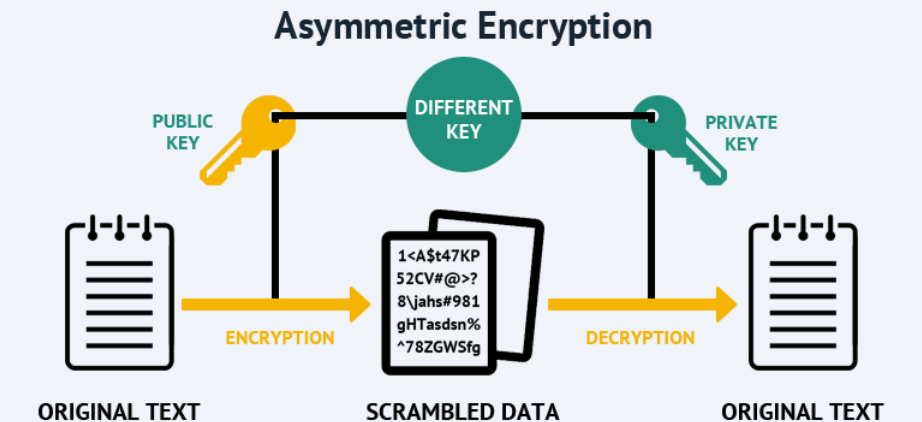 Asymmetric Encryption
DIFFERENT
KEY
PUBLIC
KEY
PRIVATE
KEY
1<A$t47KP
52CV#@>?
8\jahs#981
gHTasdsn%
^78ZGWSfg
ENCRYPTION
DECRYPTION
ORIGINAL TEXT
SCRAMBLED DATA
ORIGINAL TEXT